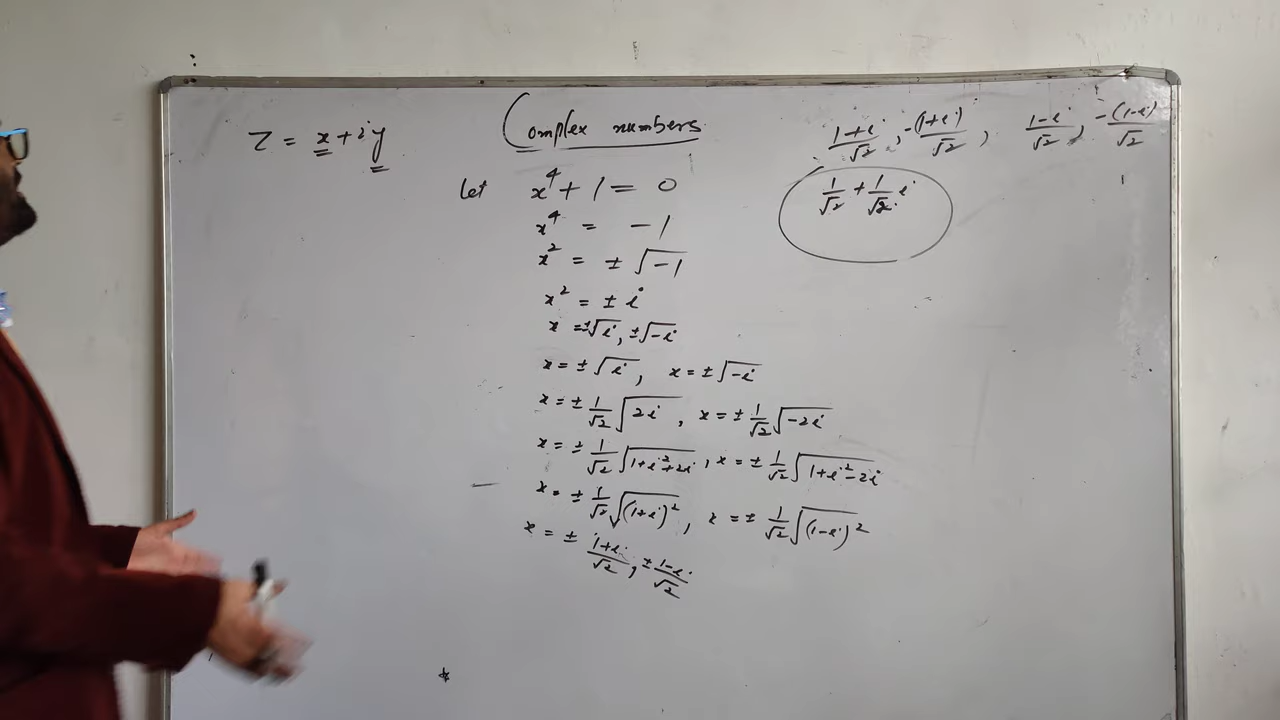 Complex numbers
z = x + iy
(1+i)/√2, -(1+i)/√2, (1-i)/√2, -(1-i)/√2
1/√2 + 1/√2 i
Let x⁴ + 1 = 0
x⁴ = -1
x² = ± √-1
x² = ± i
x = ±√i, ±√-i
x = ± √i, x = ± √-i
x = ± 1/√2 √2i, x = ± 1/√2 √-2i
x = ± 1/√2 √1+i²+2i, x = ± 1/√2 √1+i²-2i
x = ± 1/√2 √(1+i)², x = ± 1/√2 √(1-i)²
x = ± (1+i)/√2, ± (1-i)/√2